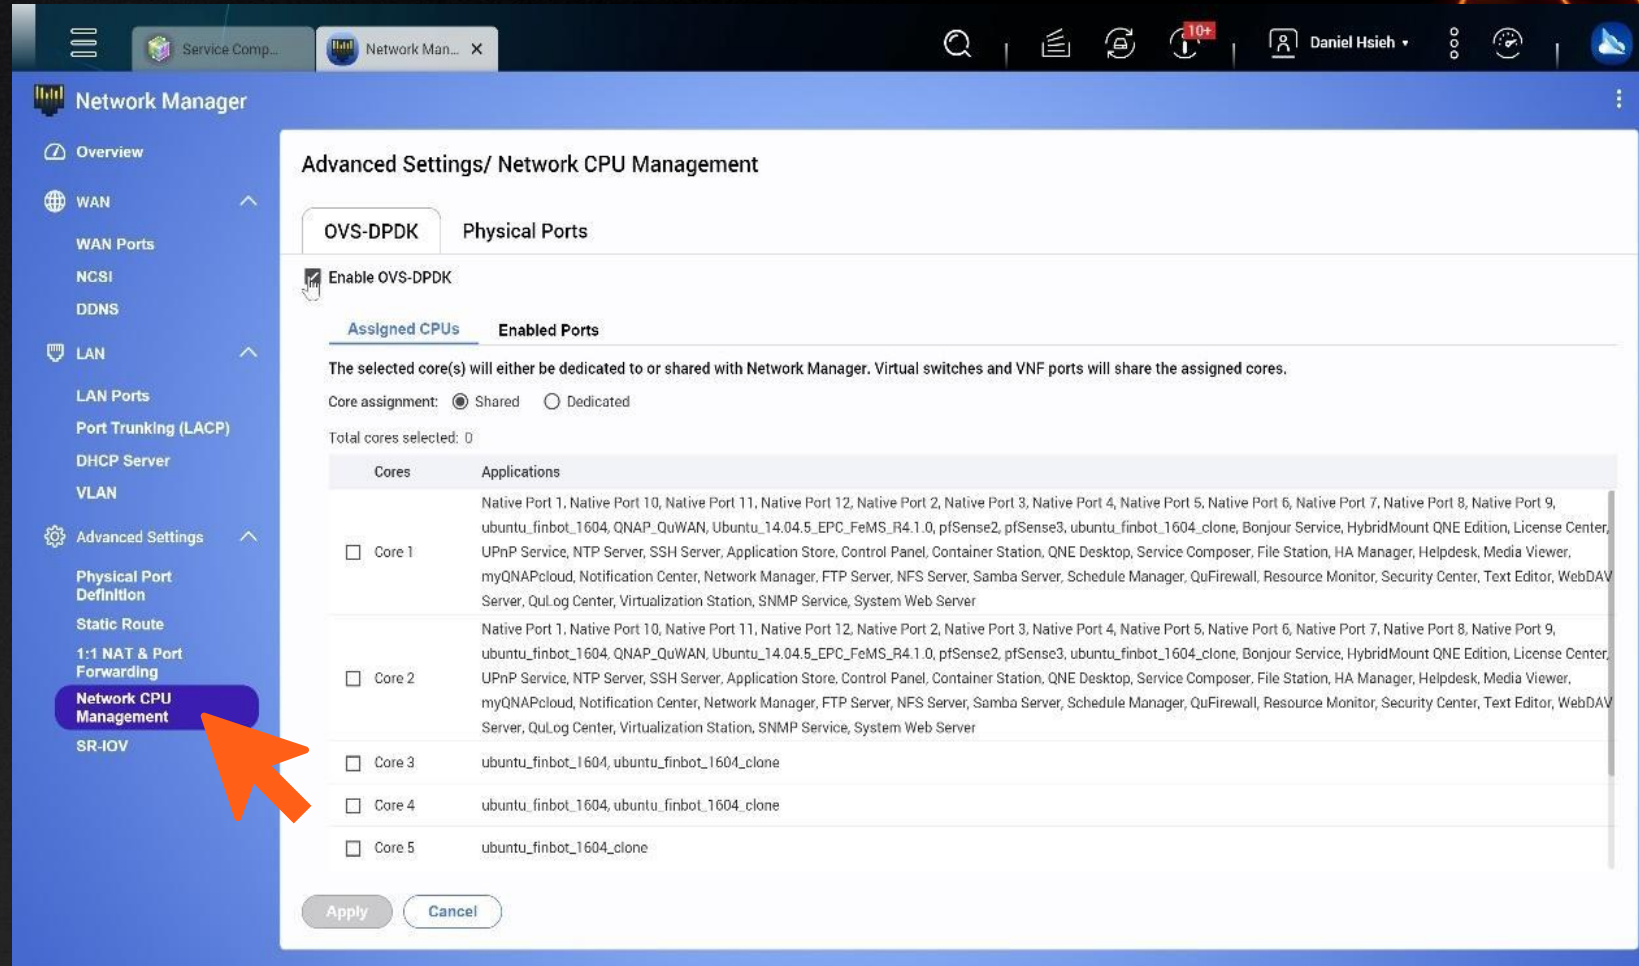 Service Comp...
Network Man...
10+
Daniel Hsieh
Network Manager
Overview
WAN
WAN Ports
NCSI
DDNS
LAN
LAN Ports
Port Trunking (LACP)
DHCP Server
VLAN
Advanced Settings
Physical Port
Definition
Static Route
1:1 NAT & Port
Forwarding
Network CPU
Management
SR-IOV
Advanced Settings/ Network CPU Management
OVS-DPDK
Physical Ports
Enable OVS-DPDK
Assigned CPUs
Enabled Ports
The selected core(s) will either be dedicated to or shared with Network Manager. Virtual switches and VNF ports will share the assigned cores.
Core assignment: Shared Dedicated
Total cores selected: 0
Cores Applications
Native Port 1, Native Port 10, Native Port 11, Native Port 12, Native Port 2, Native Port 3, Native Port 4, Native Port 5, Native Port 6, Native Port 7, Native Port 8, Native Port 9,
ubuntu_finbot_1604, QNAP_QuWAN, Ubuntu_14.04.5_EPC_FeMS_R4.1.0, pfSense2, pfSense3, ubuntu_finbot_1604_clone, Bonjour Service, HybridMount QNE Edition, License Center,
Core 1
UPnP Service, NTP Server, SSH Server, Application Store, Control Panel, Container Station, QNE Desktop, Service Composer, File Station, HA Manager, Helpdesk, Media Viewer,
myQNAPcloud, Notification Center, Network Manager, FTP Server, NFS Server, Samba Server, Schedule Manager, QuFirewall, Resource Monitor, Security Center, Text Editor, WebDAV
Server, QuLog Center, Virtualization Station, SNMP Service, System Web Server
Native Port 1, Native Port 10, Native Port 11, Native Port 12, Native Port 2, Native Port 3, Native Port 4, Native Port 5, Native Port 6, Native Port 7, Native Port 8, Native Port 9,
ubuntu_finbot_1604, QNAP_QuWAN, Ubuntu_14.04.5_EPC_FeMS_R4.1.0, pfSense2, pfSense3, ubuntu_finbot_1604_clone, Bonjour Service, HybridMount QNE Edition, License Center,
Core 2
UPnP Service, NTP Server, SSH Server, Application Store, Control Panel, Container Station, QNE Desktop, Service Composer, File Station, HA Manager, Helpdesk, Media Viewer,
myQNAPcloud, Notification Center, Network Manager, FTP Server, NFS Server, Samba Server, Schedule Manager, QuFirewall, Resource Monitor, Security Center, Text Editor, WebDAV
Server, QuLog Center, Virtualization Station, SNMP Service, System Web Server
Core 3 ubuntu_finbot_1604, ubuntu_finbot_1604_clone
Core 4 ubuntu_finbot_1604, ubuntu_finbot_1604_clone
Core 5 ubuntu_finbot_1604_clone
Apply
Cancel